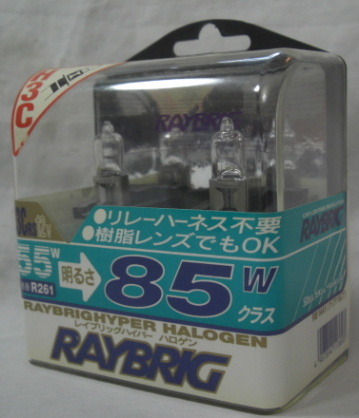 H3C
RAYBRIG
●リレーハーネス不要
●樹脂レンズでもOK
55W
明るさ
85W
クラス
R261
RAYBRIG
RAYBRIGHYPER HALOGEN
レイブリッグハイパー ハロゲン
RAYBRIG